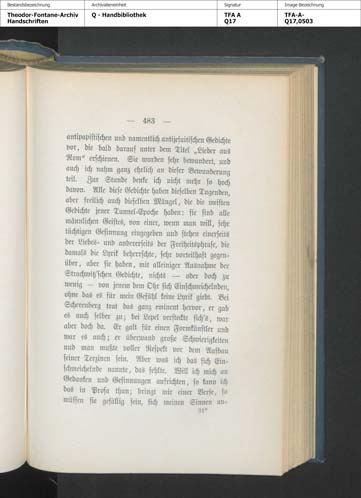 Bestandsbezeichnung
Archivalieneinheit
Signatur
Image Bezeichnung
Theodor-Fontane-Archiv
Handschriften
Q - Handbibliothek
TFA A
Q17
TFA-A-
Q17,0503
— 483 —
antipapistischen und namentlich antijesuitischen Gedichte
vor, die bald darauf unter dem Titel „Lieder aus
Rom“ erschienen. Sie wurden sehr bewundert, und
auch ich nahm ganz ehrlich an dieser Bewunderung
teil. Zur Stunde denke ich nicht mehr so hoch
davon. Alle diese Gedichte haben dieselben Tugenden,
aber freilich auch dieselben Mängel, die die meisten
Gedichte jener Tunnel-Epoche haben: sie sind alle
männlichen Geistes, von einer, wenn man will, sehr
tüchtigen Gesinnung eingegeben und stehen einerseits
der Liebes- und andererseits der Freiheitsphrase, die
damals die Lyrik beherrschte, sehr vorteilhaft gegen-
über, aber sie haben, mit alleiniger Ausnahme der
Strachwitz'schen Gedichte, nichts — oder doch zu
wenig — von jenem dem Ohr sich Einschmeichelnden,
ohne das es für mein Gefühl keine Lyrik giebt. Bei
Scherenberg trat das ganz eminent hervor, er gab
es auch selber zu; bei Lepel versteckte sich's, war
aber doch da. Er galt für einen Formkünstler und
war es auch; er überwand große Schwierigkeiten
und man mußte voller Respekt vor dem Aufbau
seiner Terzinen sein. Aber was ich das sich Ein-
schmeichelnde nannte, das fehlte. Will ich mich an
Gedanken und Gesinnungen aufrichten, so kann ich
das in Prosa thun; bringt mir einer Verse, so
müssen sie gefällig sein, sich meinen Sinnen an-
31*